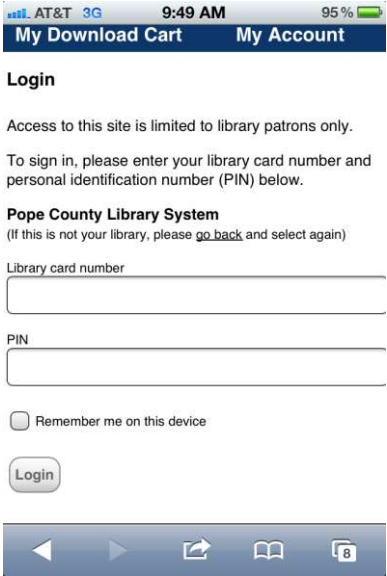 AT&T 3G 9:49 AM 95%
My Download Cart My Account
Login
Access to this site is limited to library patrons only.
To sign in, please enter your library card number and
personal identification number (PIN) below.
Pope County Library System
(If this is not your library, please go back and select again)
Library card number
PIN
Remember me on this device
Login
8